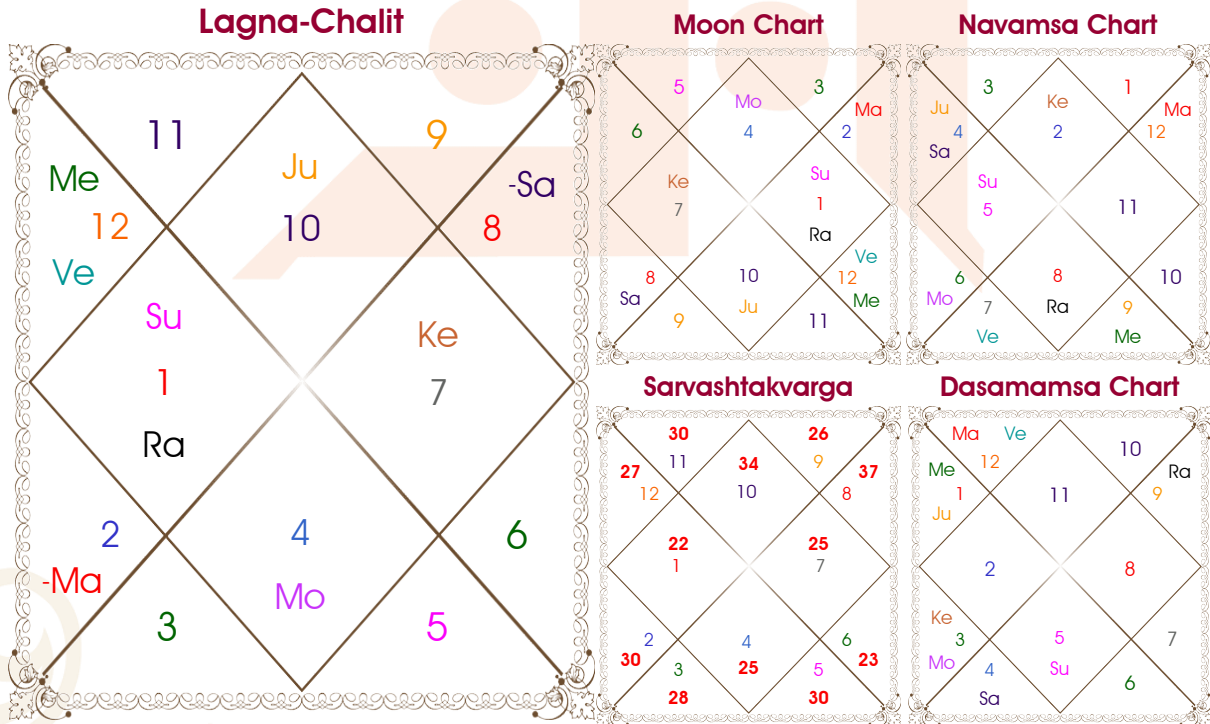 Lagna-Chalit
11
9
Me
Ju
-Sa
12
10
8
Ve
Su
Ke
1
7
Ra
2
4
6
-Ma
Mo
3
5
Moon Chart
5
3
Mo
Ma
6
4
2
Su
Ke
7
1
Ra
Ve
8
10
12
Sa
Ju
Me
9
11
Navamsa Chart
3
1
Ju
Ke
Ma
4
2
12
Sa
Su
5
11
6
8
10
Mo
7
Ra
9
Ve
Me
Sarvashtakvarga
30
26
11
34
9
27
37
12
10
8
22
25
1
7
2
4
6
30
3
25
5
23
28
30
Dasamamsa Chart
Ma Ve
10
12
Me
Ra
1
11
9
Ju
2
8
Ke
3
5
7
Mo
4
Su
6
Sa